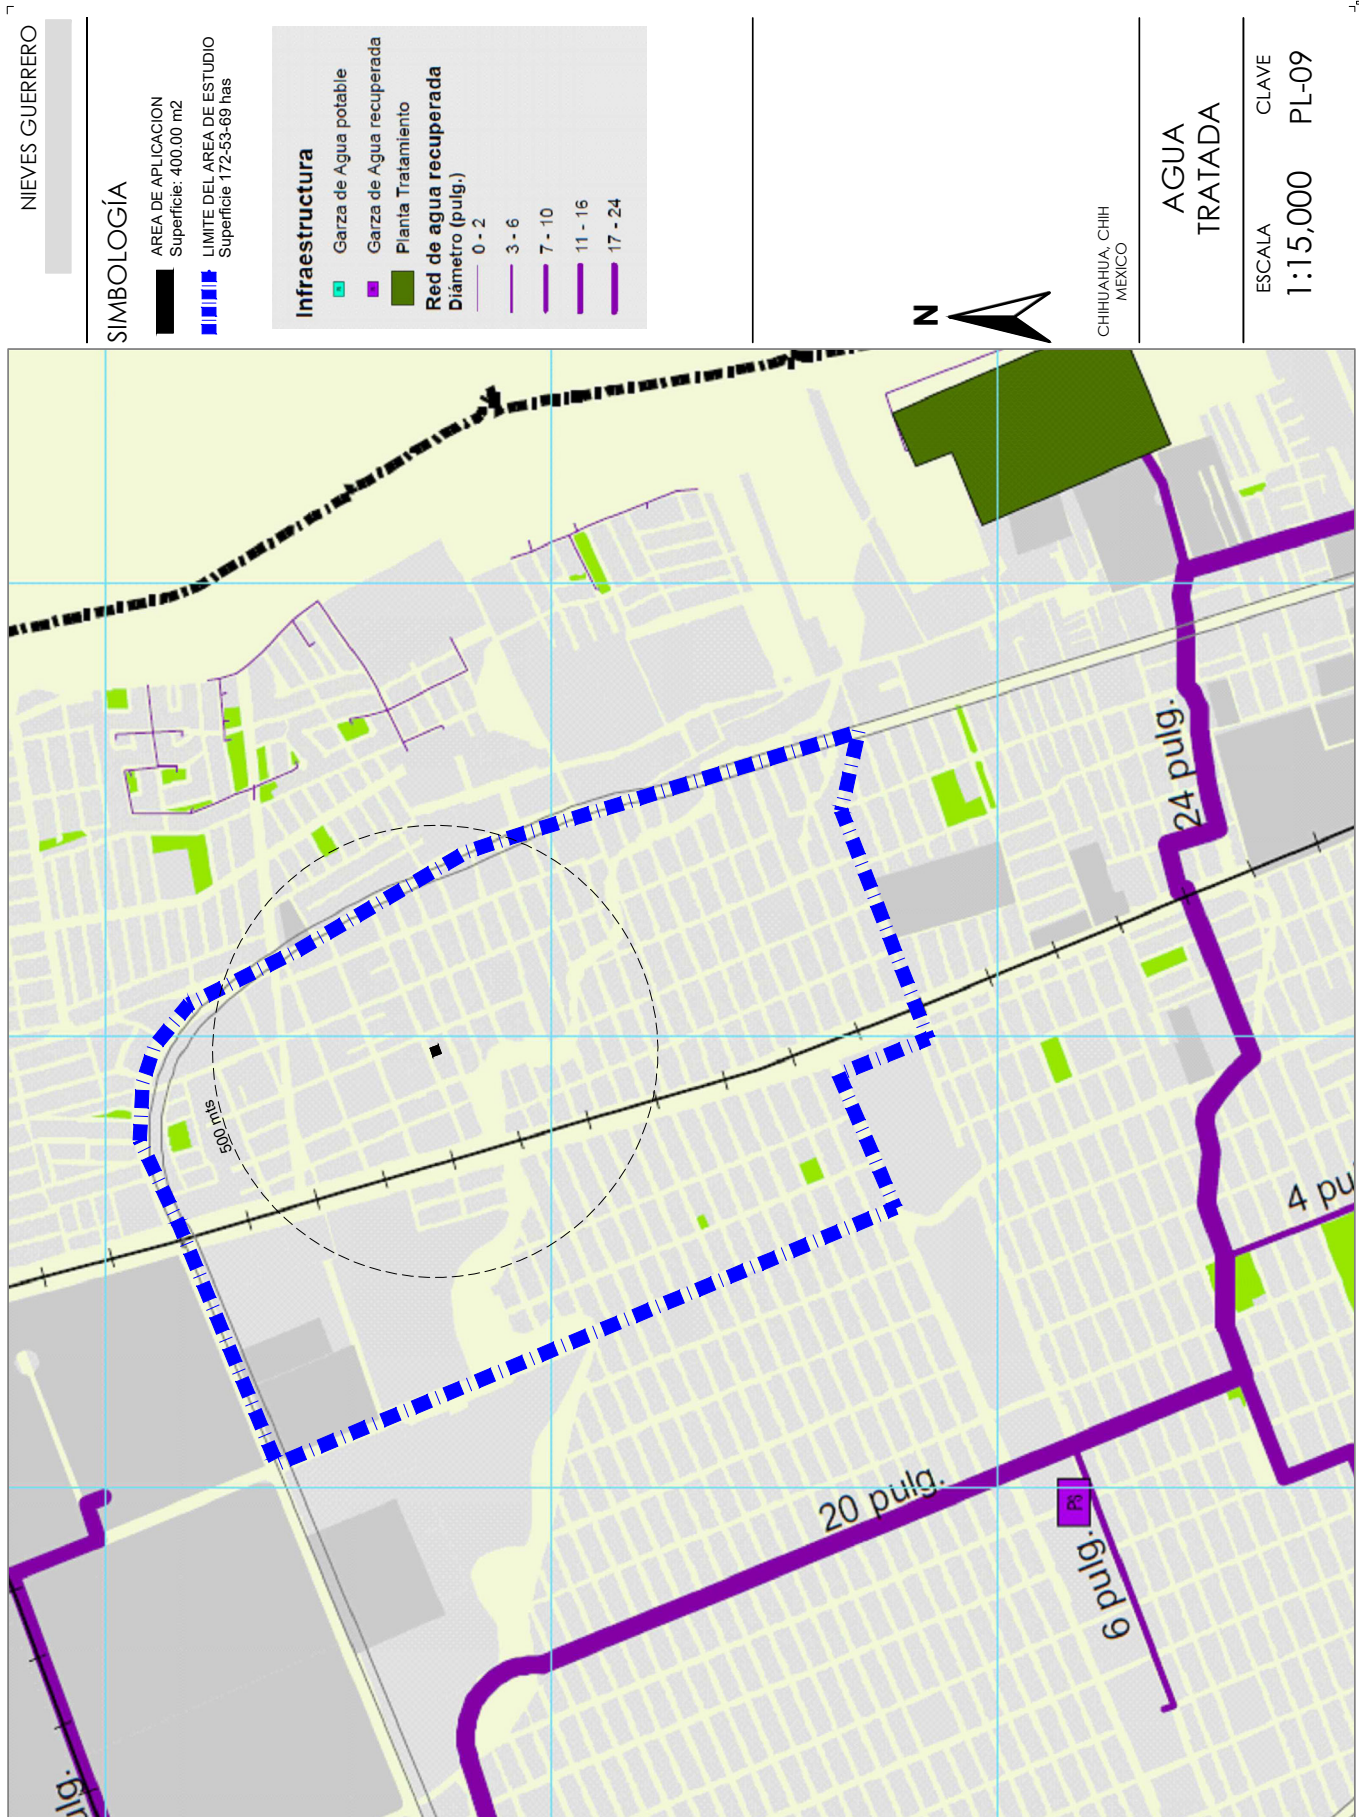 NIEVES GUERRERO
SIMBOLOGÍA
AREA DE APLICACION
Superficie: 400.00 m2
LIMITE DEL AREA DE ESTUDIO
Superficie 172-53-69 has
Infraestructura
Garza de Agua potable
Garza de Agua recuperada
Planta Tratamiento
Red de agua recuperada
Diámetro (pulg.)
0 - 2
3 - 6
7 - 10
11 - 16
17 - 24
N
CHIHUAHUA, CHIH
MEXICO
AGUA
TRATADA
ESCALA
CLAVE
1:15,000
PL-09
500 mts
24 pulg.
4 pu
20 pulg.
6 pulg.
ulg.